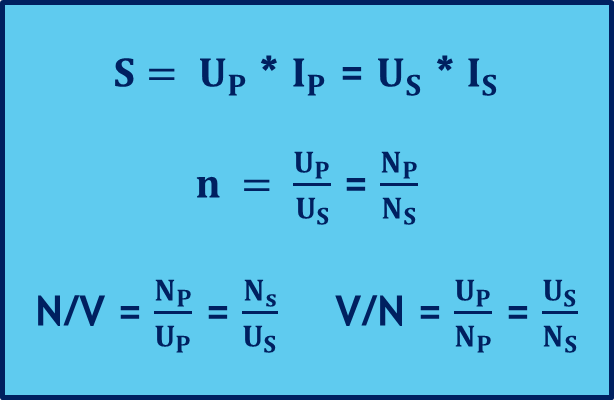 S = U_P * I_P = U_S * I_S
n = U_P/U_S = N_P/N_S
N/V = N_P/U_P = N_s/U_S V/N = U_P/N_P = U_S/N_S